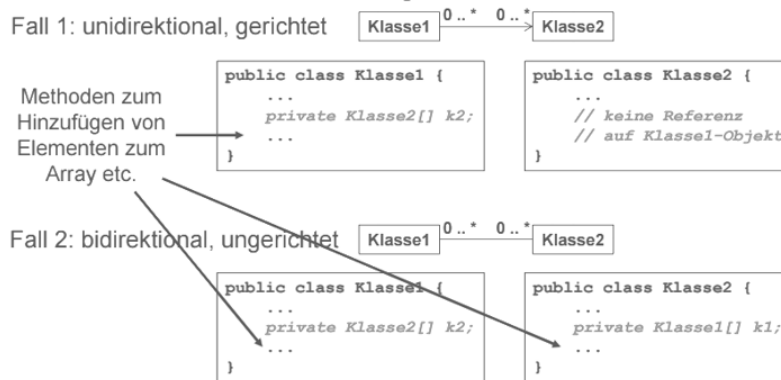 Fall 1: unidirektional, gerichtet
Klasse1 0 .. * 0 .. * Klasse2
public class Klasse1 {
...
private Klasse2[] k2;
...
}
public class Klasse2 {
...
// keine Referenz
// auf Klasse1-Objekt
}
Methoden zum
Hinzufügen von
Elementen zum
Array etc.
Fall 2: bidirektional, ungerichtet
Klasse1 0 .. * 0 .. * Klasse2
public class Klasse1 {
...
private Klasse2[] k2;
...
}
public class Klasse2 {
...
private Klasse1[] k1;
...
}